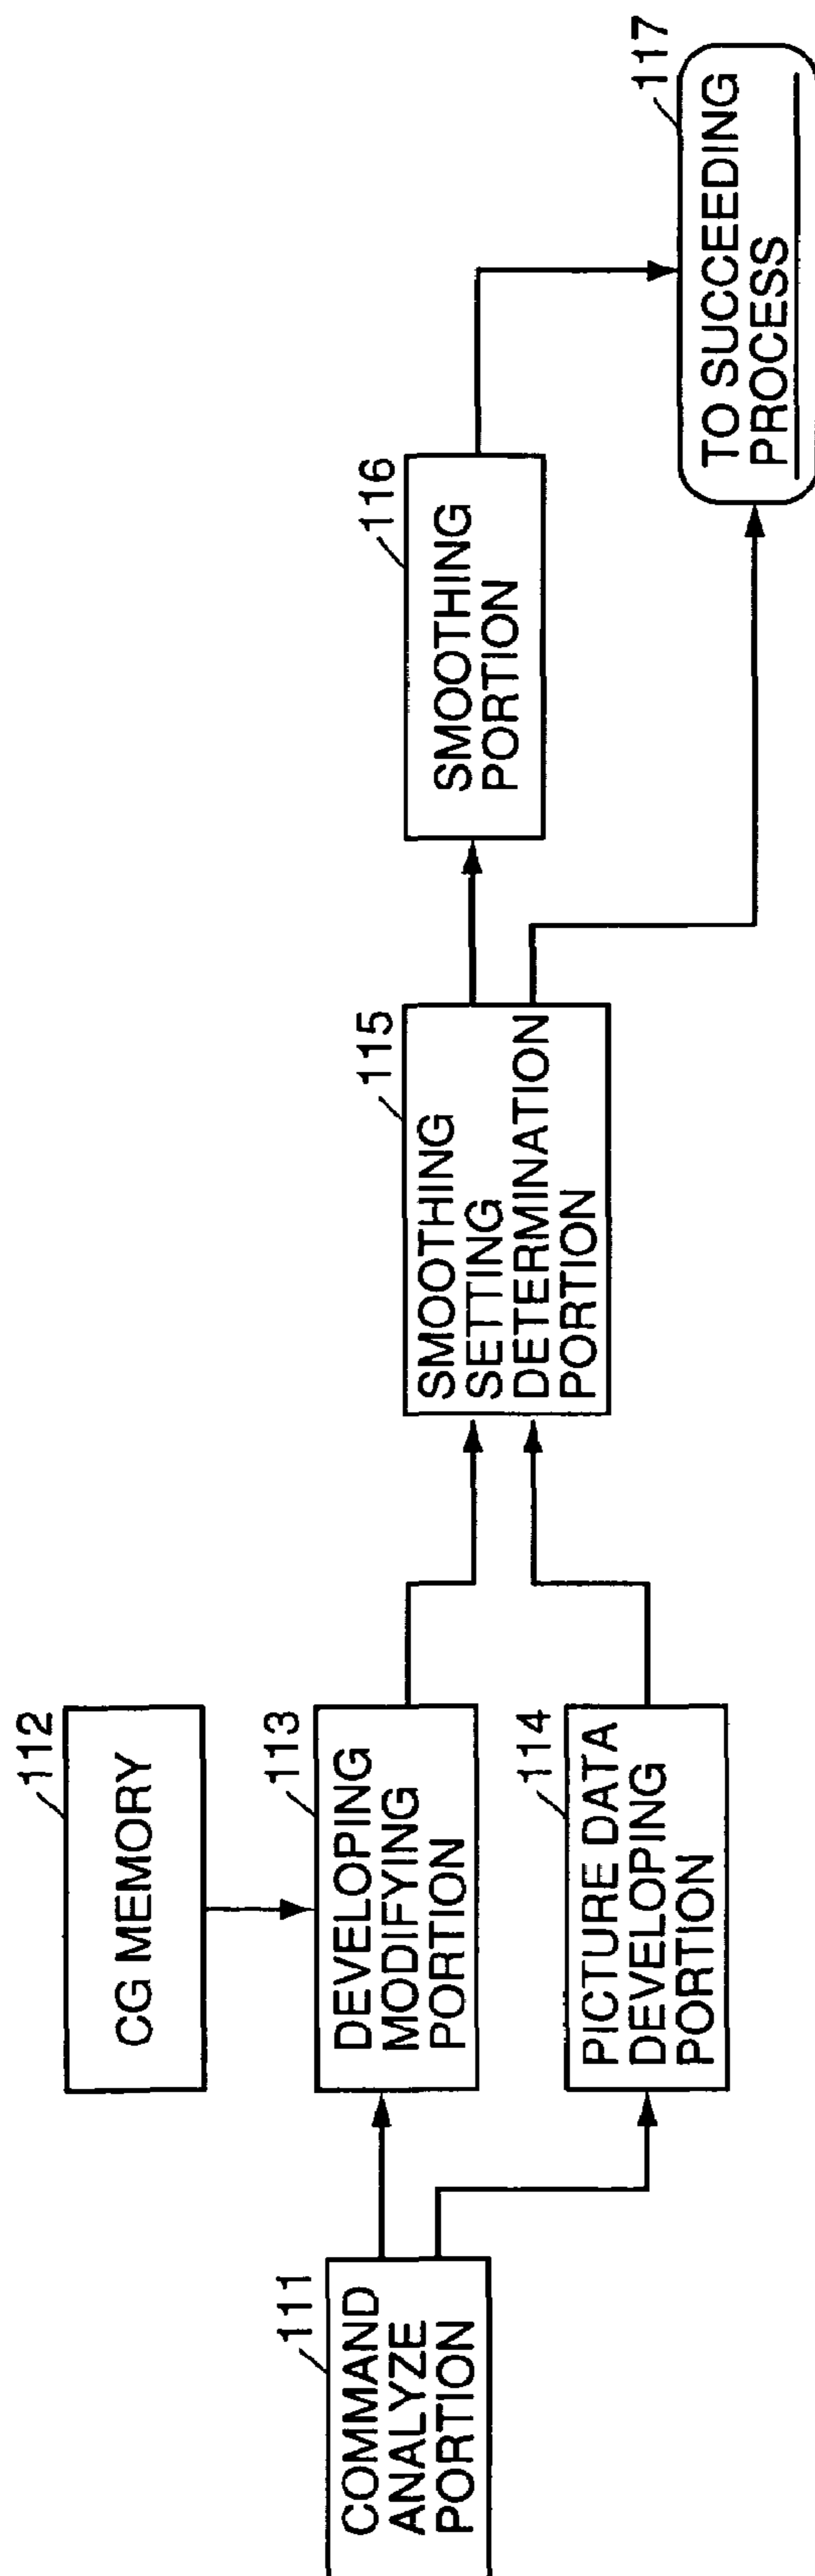 111
COMMAND
ANALYZE
PORTION
112
CG MEMORY
113
DEVELOPING
MODIFYING
PORTION
114
PICTURE DATA
DEVELOPING
PORTION
115
SMOOTHING
SETTING
DETERMINATION
PORTION
116
SMOOTHING
PORTION
117
TO SUCCEEDING
PROCESS